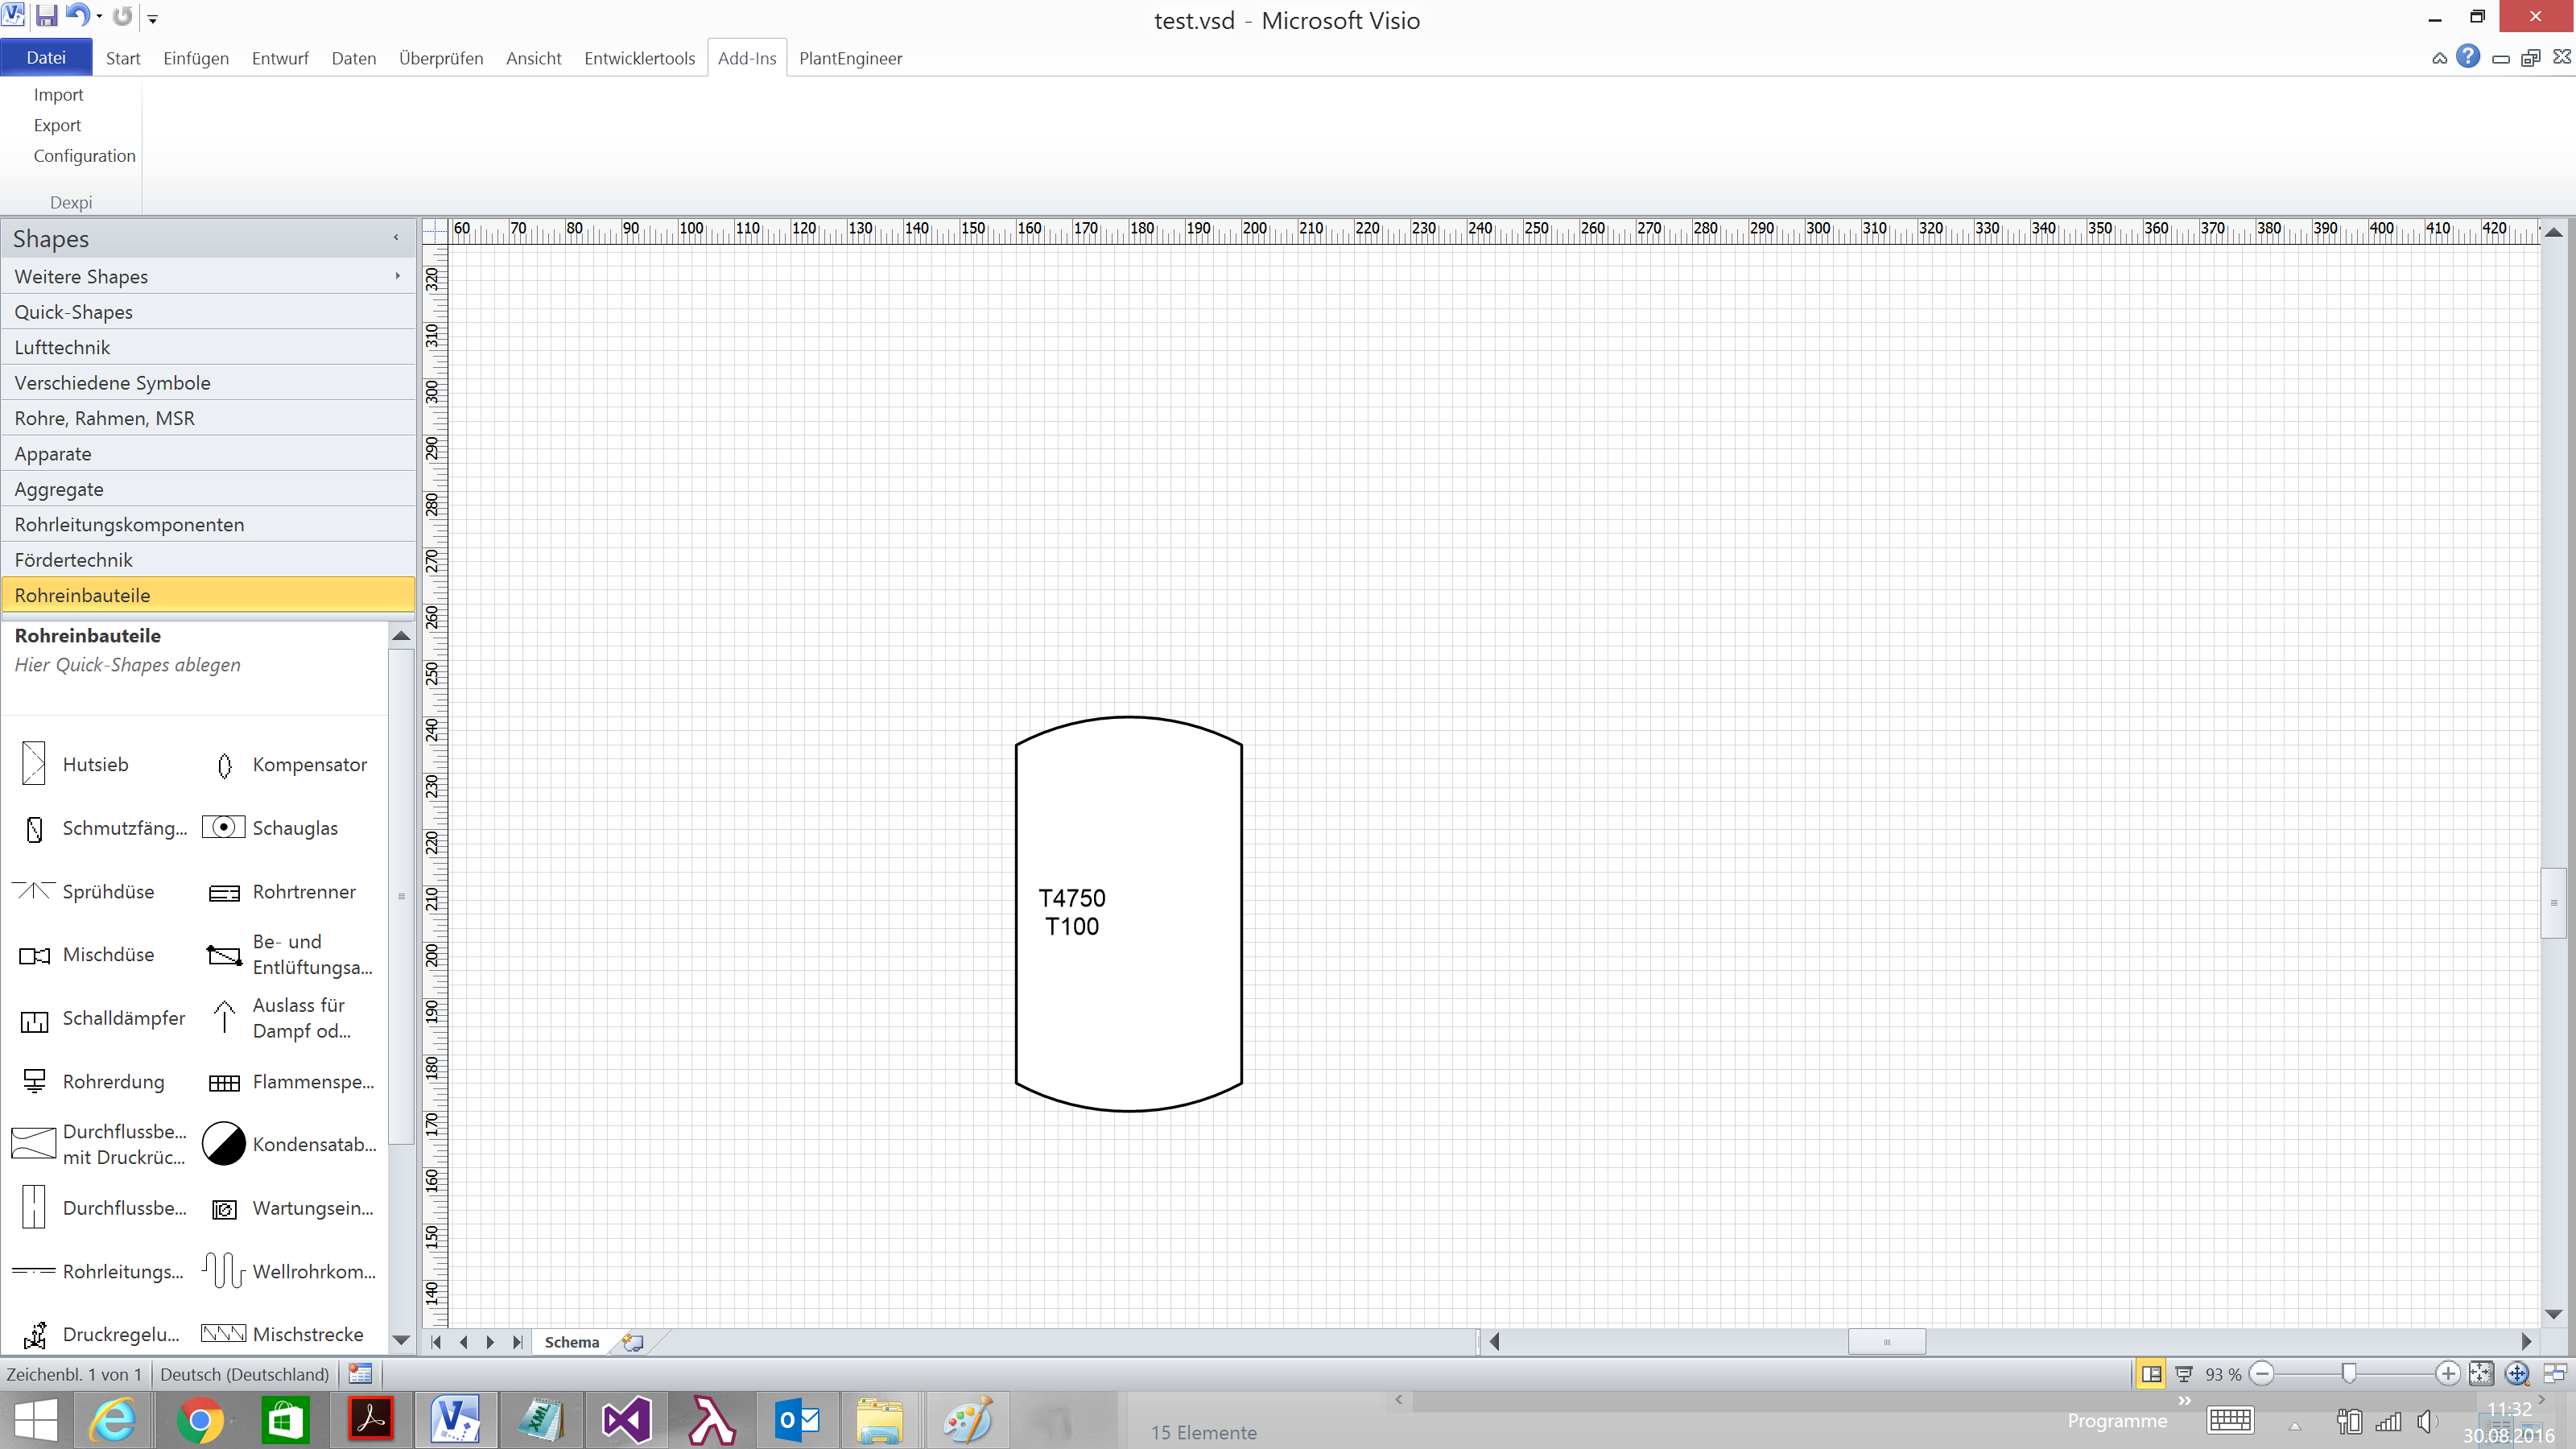 test.vsd - Microsoft Visio
Datei Start Einfügen Entwurf Daten Überprüfen Ansicht Entwicklertools Add-Ins PlantEngineer
Import
Export
Configuration
Dexpi
Shapes
60 70 80 90 100 110 120 130 140 150 160 170 180 190 200 210 220 230 240 250 260 270 280 290 300 310 320 330 340 350 360 370 380 390 400 410 420
Weitere Shapes
Quick-Shapes
Lufttechnik
Verschiedene Symbole
Rohre, Rahmen, MSR
Apparate
Aggregate
Rohrleitungskomponenten
Fördertechnik
Rohreinbauteile
Rohreinbauteile
Hier Quick-Shapes ablegen
Hutsieb
Kompensator
Schmutzfäng...
Schauglas
Sprühdüse
Rohrtrenner
Mischdüse
Be- und
Entlüftungsa...
Schalldämpfer
Auslass für
Dampf od...
Rohrerdung
Flammenspe...
Durchflussbe...
mit Druckrüc...
Kondensatab...
Durchflussbe...
Wartungsein...
Rohrleitungs...
Wellrohrkom...
Druckregelu...
Mischstrecke
320
310
300
290
280
270
260
250
240
230
220
210
200
190
180
170
160
150
140
T4750
T100
Schema
Zeichenbl. 1 von 1 Deutsch (Deutschland) 93 %
15 Elemente
Programme
11:32
30.08.2016